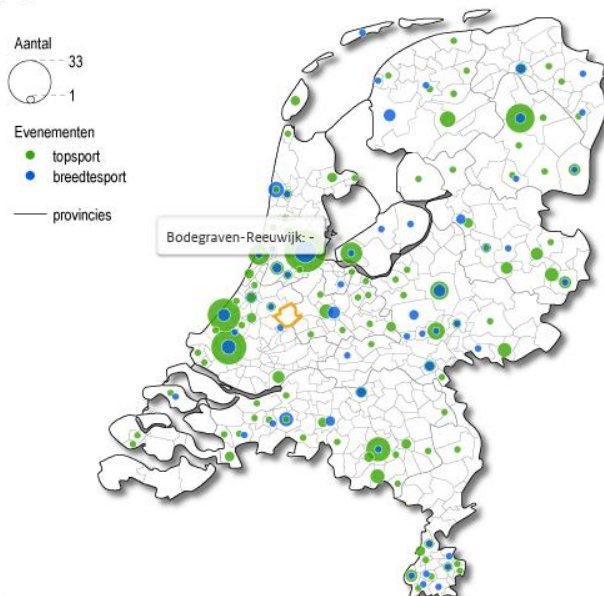 Aantal
33
1
Evenementen
topsport
breedtesport
provincies
Bodegraven-Reeuwijk: -